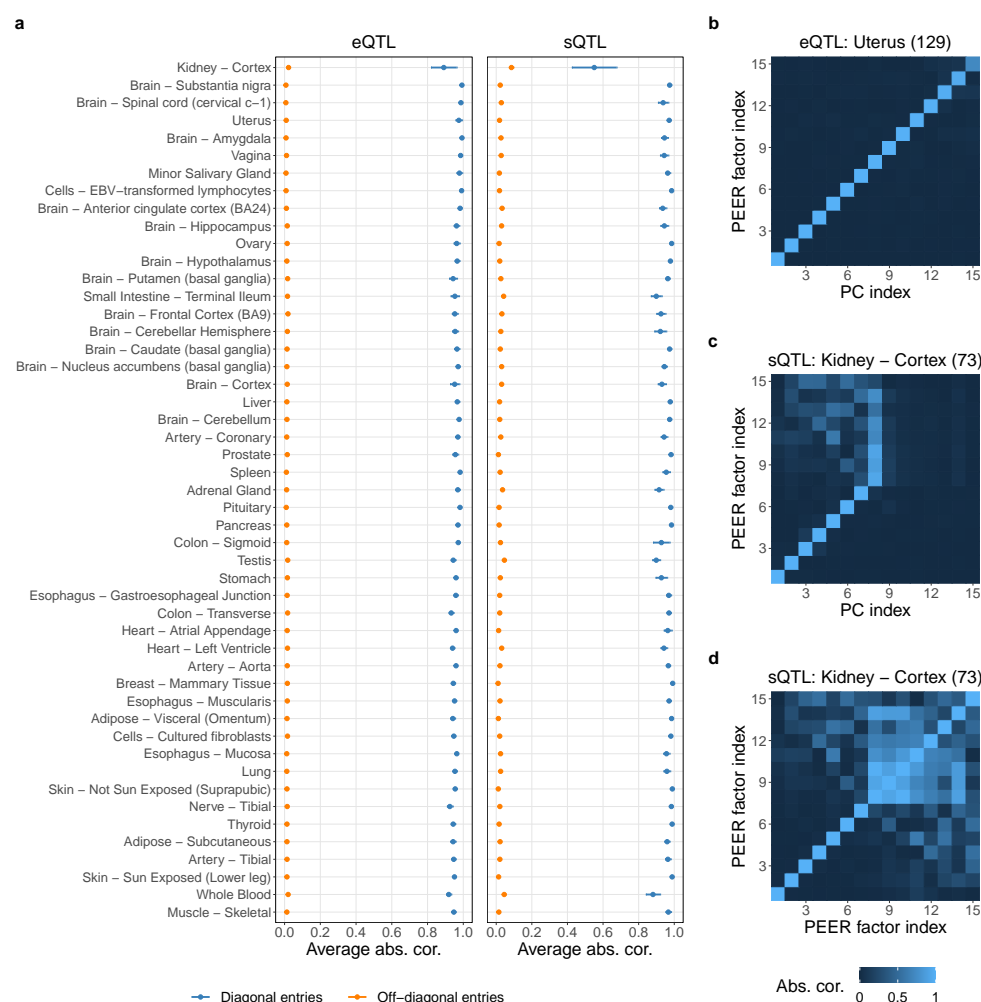 a
eQTL
sQTL
Kidney − Cortex
Brain − Substantia nigra
Brain − Spinal cord (cervical c−1)
Uterus
Brain − Amygdala
Vagina
Minor Salivary Gland
Cells − EBV−transformed lymphocytes
Brain − Anterior cingulate cortex (BA24)
Brain − Hippocampus
Ovary
Brain − Hypothalamus
Brain − Putamen (basal ganglia)
Small Intestine − Terminal Ileum
Brain − Frontal Cortex (BA9)
Brain − Cerebellar Hemisphere
Brain − Caudate (basal ganglia)
Brain − Nucleus accumbens (basal ganglia)
Brain − Cortex
Liver
Brain − Cerebellum
Artery − Coronary
Prostate
Spleen
Adrenal Gland
Pituitary
Pancreas
Colon − Sigmoid
Testis
Stomach
Esophagus − Gastroesophageal Junction
Colon − Transverse
Heart − Atrial Appendage
Heart − Left Ventricle
Artery − Aorta
Breast − Mammary Tissue
Esophagus − Muscularis
Adipose − Visceral (Omentum)
Cells − Cultured fibroblasts
Esophagus − Mucosa
Lung
Skin − Not Sun Exposed (Suprapubic)
Nerve − Tibial
Thyroid
Adipose − Subcutaneous
Artery − Tibial
Skin − Sun Exposed (Lower leg)
Whole Blood
Muscle − Skeletal
0.0 0.2 0.4 0.6 0.8 1.0
0.0 0.2 0.4 0.6 0.8 1.0
Average abs. cor.
Average abs. cor.
Diagonal entries
Off−diagonal entries
b
eQTL: Uterus (129)
PEER factor index
15
12
9
6
3
3 6 9 12 15
PC index
c
sQTL: Kidney − Cortex (73)
PEER factor index
15
12
9
6
3
3 6 9 12 15
PC index
d
sQTL: Kidney − Cortex (73)
PEER factor index
15
12
9
6
3
3 6 9 12 15
PEER factor index
Abs. cor.
0 0.5 1